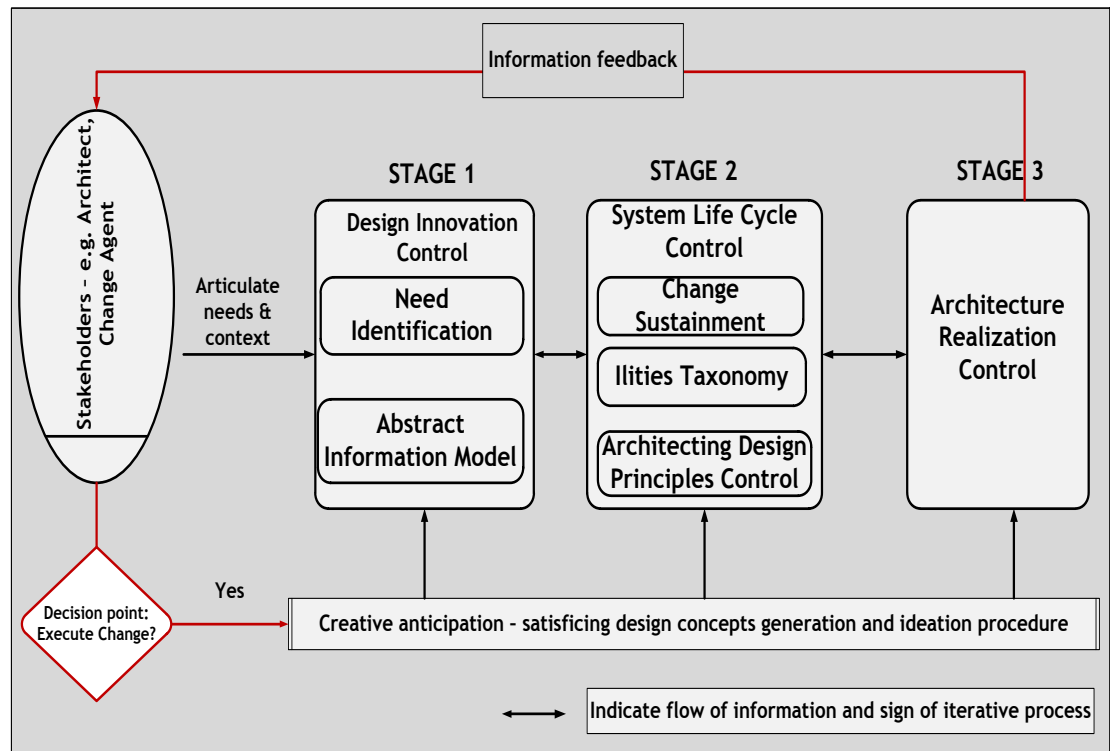 Information feedback
Stakeholders - e.g. Architect,
Change Agent
STAGE 1
STAGE 2
STAGE 3
Articulate
needs &
context
Design Innovation
Control
Need
Identification
Abstract
Information Model
System Life Cycle
Control
Change
Sustainment
Ilities Taxonomy
Architecting Design
Principles Control
Architecture
Realization
Control
Decision point:
Execute Change?
Yes
Creative anticipation - satisficing design concepts generation and ideation procedure
Indicate flow of information and sign of iterative process